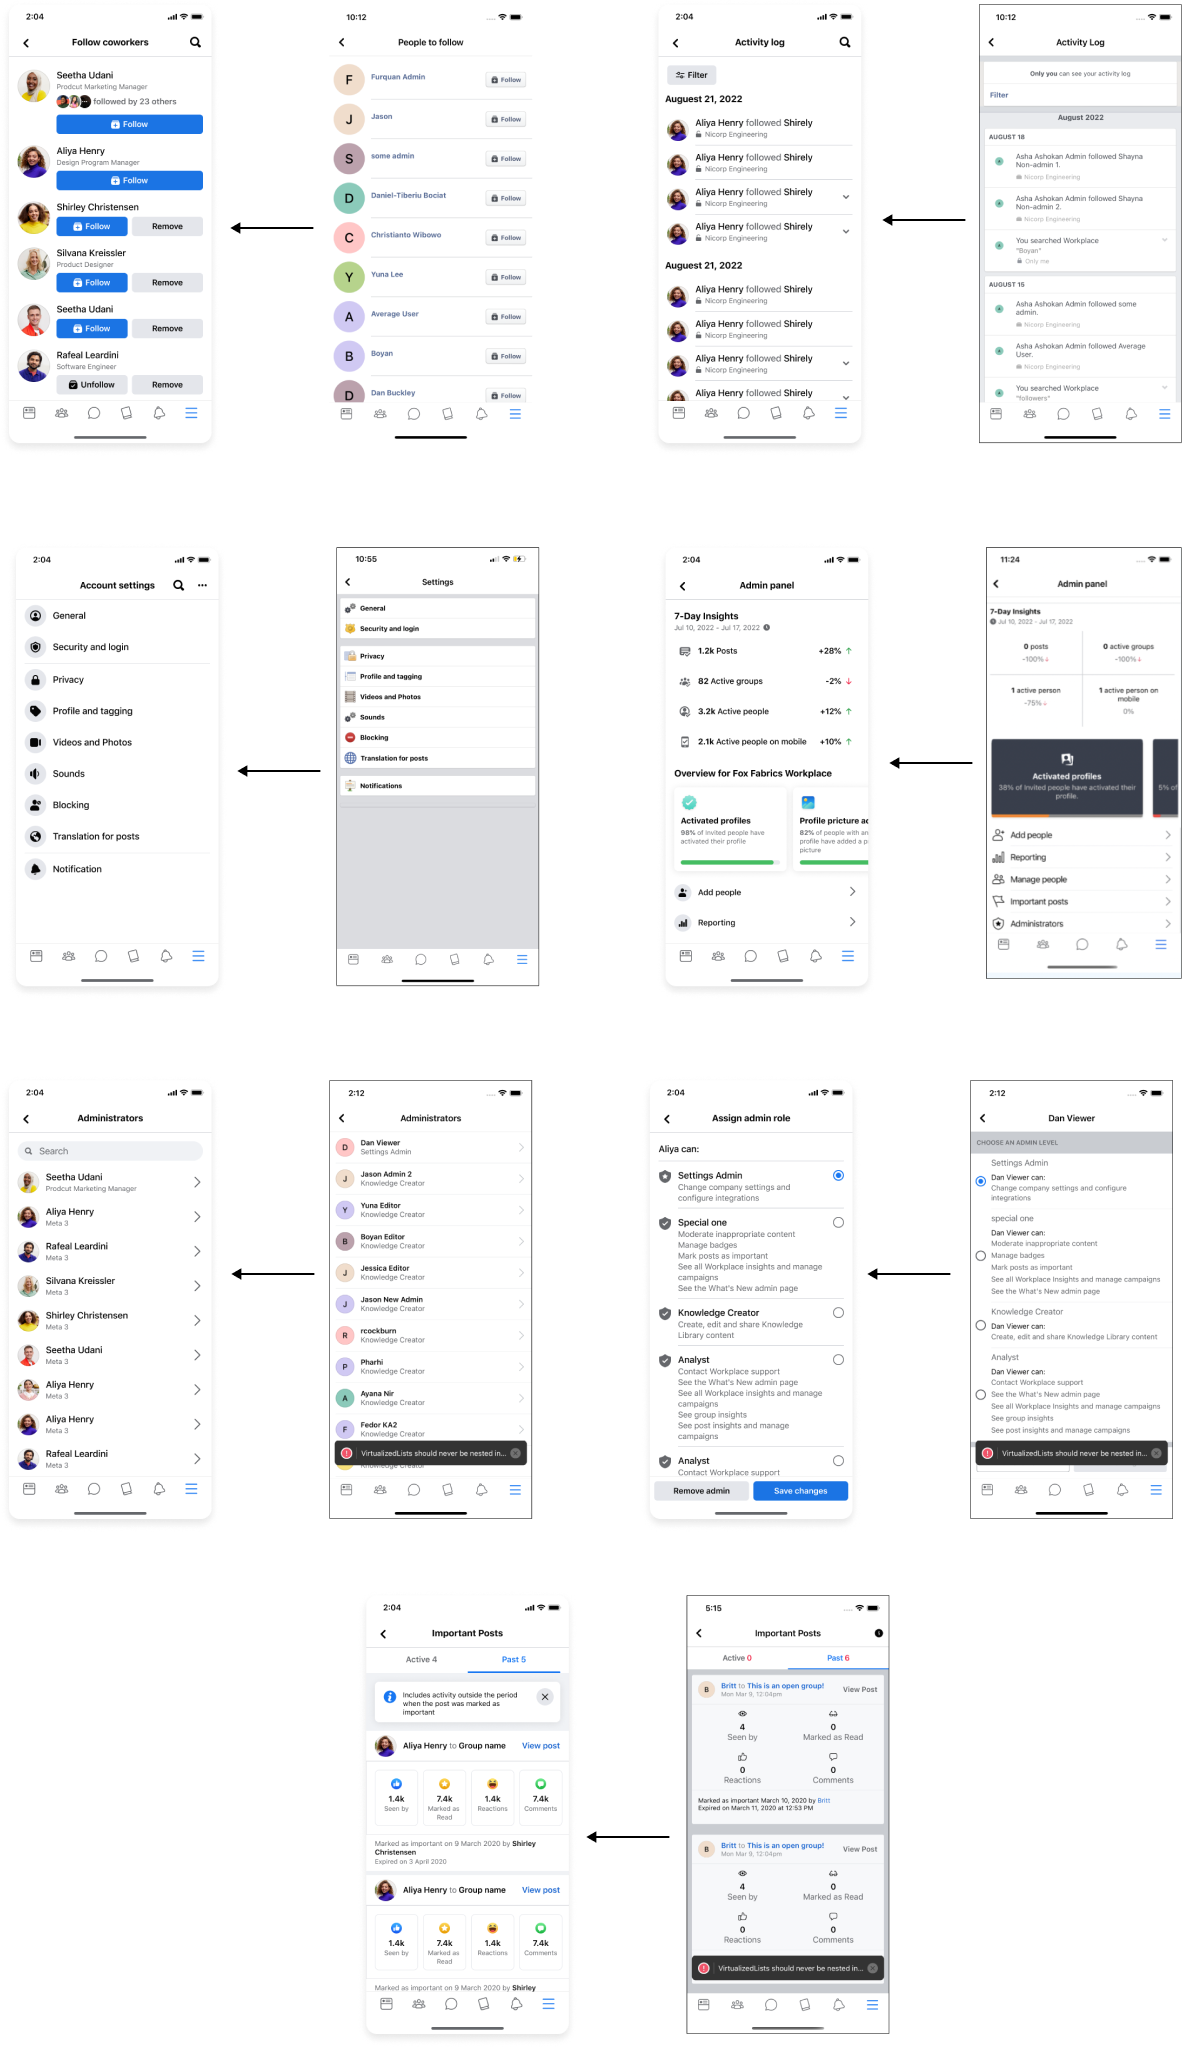 2:04
Follow coworkers
Seetha Udani
Prodcut Marketing Manager
followed by 23 others
Follow
Aliya Henry
Design Program Manager
Follow
Shirley Christensen
Follow
Remove
Silvana Kreissler
Product Designer
Follow
Remove
Seetha Udani
Follow
Remove
Rafeal Leardini
Software Engineer
Unfollow
Remove
10:12
People to follow
F
Furquan Admin
Follow
J
Jason
Follow
S
some admin
Follow
D
Daniel-Tiberiu Bociat
Follow
C
Christianto Wibowo
Follow
Y
Yuna Lee
Follow
A
Average User
Follow
B
Boyan
Follow
D
Dan Buckley
Follow
2:04
Activity log
Filter
August 21, 2022
Aliya Henry followed Shirely
Nicorp Engineering
Aliya Henry followed Shirely
Nicorp Engineering
Aliya Henry followed Shirely
Nicorp Engineering
Aliya Henry followed Shirely
Nicorp Engineering
August 21, 2022
Aliya Henry followed Shirely
Nicorp Engineering
Aliya Henry followed Shirely
Nicorp Engineering
Aliya Henry followed Shirely
Nicorp Engineering
Aliya Henry followed Shirely
10:12
Activity Log
Only you can see your activity log
Filter
August 2022
AUGUST 18
Asha Ashokan Admin followed Shayna
Non-admin 1.
Nicorp Engineering
Asha Ashokan Admin followed Shayna
Non-admin 2.
Nicorp Engineering
You searched Workplace
"Boyan"
Only me
AUGUST 15
Asha Ashokan Admin followed some
admin.
Nicorp Engineering
Asha Ashokan Admin followed Average
User.
Nicorp Engineering
You searched Workplace
"followers"
2:04
Account settings
General
Security and login
Privacy
Profile and tagging
Videos and Photos
Sounds
Blocking
Translation for posts
Notification
10:55
Settings
General
Security and login
Privacy
Profile and tagging
Videos and Photos
Sounds
Blocking
Translation for posts
Notifications
2:04
Admin panel
7-Day Insights
Jul 10, 2022 - Jul 17, 2022
1.2k Posts
+28%
82 Active groups
-2%
3.2k Active people
+12%
2.1k Active people on mobile
+10%
Overview for Fox Fabrics Workplace
Activated profiles
98% of Invited people have
activated their profile
Profile pricture ac
82% of people with an
profile have added a p
picture
Add people
Reporting
11:24
Admin panel
7-Day Insights
Jul 10, 2022 - Jul 17, 2022
0 posts
-100%
0 active groups
-100%
1 active person
-75%
1 active person on
mobile
0%
Activated profiles
38% of Invited people have activated their
profile.
5% of
Add people
Reporting
Manage people
Important posts
Administrators
2:04
Administrators
Search
Seetha Udani
Prodcut Marketing Manager
Aliya Henry
Meta 3
Rafeal Leardini
Meta 3
Silvana Kreissler
Meta 3
Shirley Christensen
Meta 3
Seetha Udani
Meta 3
Aliya Henry
Meta 3
Aliya Henry
Meta 3
Rafeal Leardini
Meta 3
2:12
Administrators
D
Dan Viewer
Settings Admin
J
Jason Admin 2
Knowledge Creator
Y
Yuna Editor
Knowledge Creator
B
Boyan Editor
Knowledge Creator
J
Jessica Editor
Knowledge Creator
J
Jason New Admin
Knowledge Creator
R
rcockburn
Knowledge Creator
P
Pharhi
Knowledge Creator
A
Ayana Nir
Knowledge Creator
F
Fedor KA2
Knowledge Creator
VirtualizedLists should never be nested in...
Knowledge Creator
2:04
Assign admin role
Aliya can:
Settings Admin
Change company settings and
configure integrations
Special one
Moderate inappropriate content
Manage badges
Mark posts as important
See all Workplace insights and manage
campaigns
See the What's New admin page
Knowledge Creator
Create, edit and share Knowledge
Library content
Analyst
Contact Workplace support
See the What's New admin page
See all Workplace insights and manage
campaigns
See group insights
See post insights and manage
campaigns
Analyst
Contact Workplace support
Remove admin
Save changes
2:12
Dan Viewer
CHOOSE AN ADMIN LEVEL
Settings Admin
Dan Viewer can:
Change company settings and configure
integrations
special one
Dan Viewer can:
Moderate inappropriate content
Manage badges
Mark posts as important
See all Workplace Insights and manage campaigns
See the What's New admin page
Knowledge Creator
Dan Viewer can:
Create, edit and share Knowledge Library content
Analyst
Dan Viewer can:
Contact Workplace support
See the What's New admin page
See all Workplace Insights and manage campaigns
See group insights
See post insights and manage campaigns
VirtualizedLists should never be nested in...
2:04
Important Posts
Active 4
Past 5
Includes activity outside the period
when the post was marked as
important
Aliya Henry to Group name
View post
1.4k
Seen by
7.4k
Marked as
Read
1.4k
Reactions
7.4k
Comments
Marked as important on 9 March 2020 by Shirley
Christensen
Expired on 3 April 2020
Aliya Henry to Group name
View post
1.4k
Seen by
7.4k
Marked as
Read
1.4k
Reactions
7.4k
Comments
Marked as important on 9 March 2020 by Shirley
5:15
Important Posts
Active 0
Past 6
B
Britt to This is an open group!
Mon Mar 9, 12:04pm
View Post
4
Seen by
0
Marked as Read
0
Reactions
0
Comments
Marked as important March 10, 2020 by Britt
Expired on March 11, 2020 at 12:53 PM
B
Britt to This is an open group!
Mon Mar 9, 12:04pm
View Post
4
Seen by
0
Marked as Read
0
Reactions
0
Comments
VirtualizedLists should never be nested in...